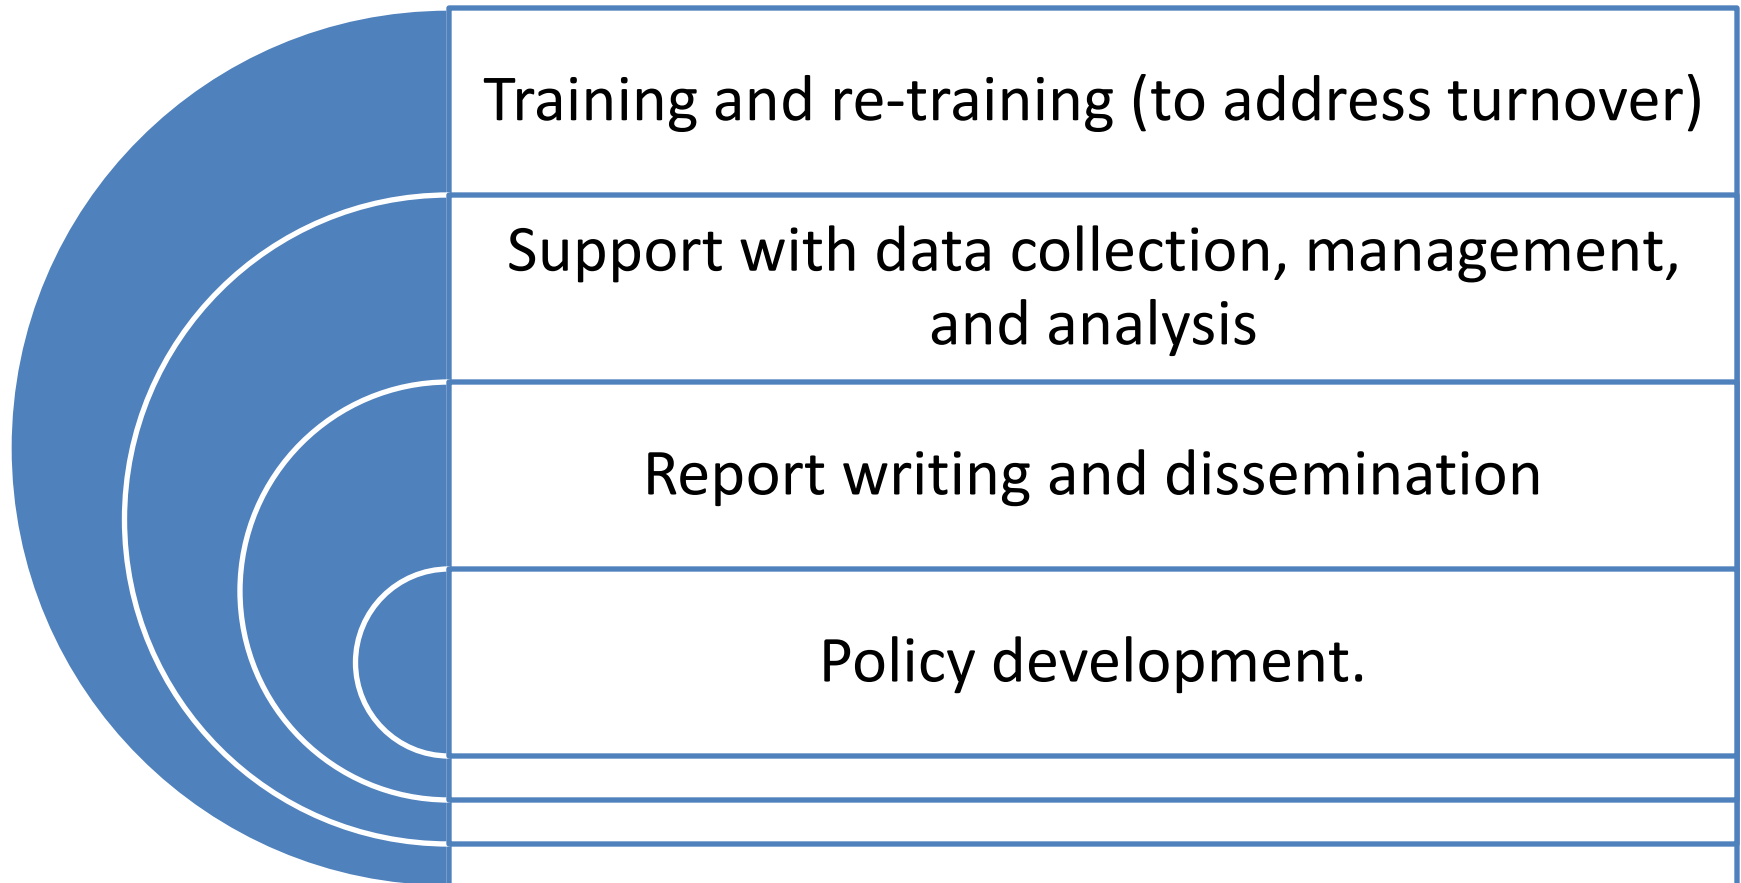 Training and re-training (to address turnover)
Support with data collection, management,
and analysis
Report writing and dissemination
Policy development.